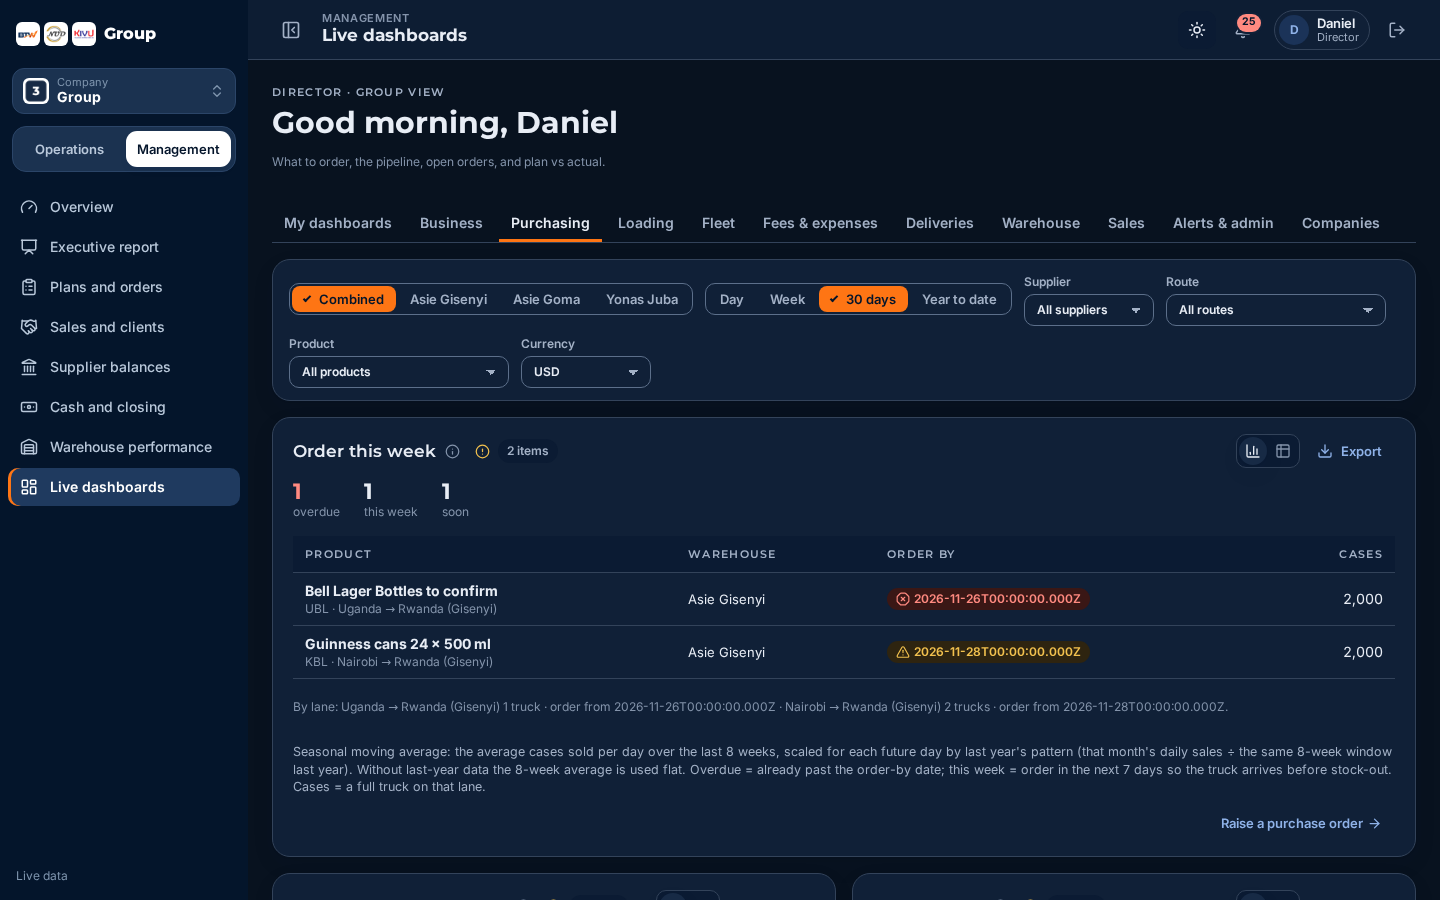 BTW
NUD
KIVU
Group
Company
3
Group
Operations
Management
Overview
Executive report
Plans and orders
Sales and clients
Supplier balances
Cash and closing
Warehouse performance
Live dashboards
Live data
MANAGEMENT
Live dashboards
25
D
Daniel
Director
DIRECTOR · GROUP VIEW
Good morning, Daniel
What to order, the pipeline, open orders, and plan vs actual.
My dashboards
Business
Purchasing
Loading
Fleet
Fees & expenses
Deliveries
Warehouse
Sales
Alerts & admin
Companies
✓ Combined
Asie Gisenyi
Asie Goma
Yonas Juba
Day
Week
✓ 30 days
Year to date
Supplier
All suppliers
Route
All routes
Product
All products
Currency
USD
Order this week
2 items
Export
1
overdue
1
this week
1
soon
PRODUCT WAREHOUSE ORDER BY CASES
Bell Lager Bottles to confirm
UBL · Uganda → Rwanda (Gisenyi)
Asie Gisenyi
2026-11-26T00:00:00.000Z
2,000
Guinness cans 24 × 500 ml
KBL · Nairobi → Rwanda (Gisenyi)
Asie Gisenyi
2026-11-28T00:00:00.000Z
2,000
By lane: Uganda → Rwanda (Gisenyi) 1 truck · order from 2026-11-26T00:00:00.000Z · Nairobi → Rwanda (Gisenyi) 2 trucks · order from 2026-11-28T00:00:00.000Z.
Seasonal moving average: the average cases sold per day over the last 8 weeks, scaled for each future day by last year's pattern (that month's daily sales ÷ the same 8-week window
last year). Without last-year data the 8-week average is used flat. Overdue = already past the order-by date; this week = order in the next 7 days so the truck arrives before stock-out.
Cases = a full truck on that lane.
Raise a purchase order →